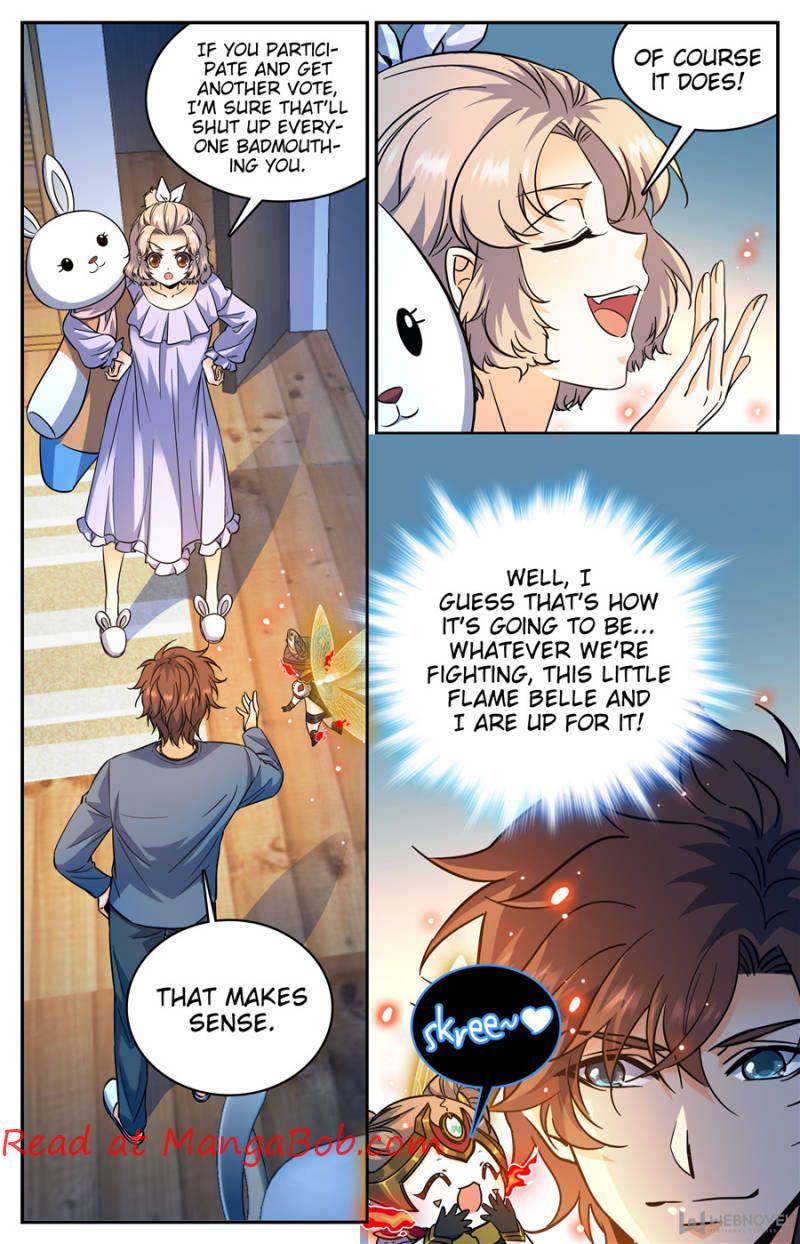 IF YOU PARTICI-
PATE AND GET
ANOTHER VOTE,
I'M SURE THAT'LL
SHUT UP EVERY-
ONE BADMOUTH-
ING YOU.
OF COURSE
IT DOES!
THAT MAKES
SENSE.
WELL, I
GUESS THAT'S HOW
IT'S GOING TO BE...
WHATEVER WE'RE
FIGHTING, THIS LITTLE
FLAME BELLE AND
I ARE UP FOR IT!
skree~♥
Read at MangaBob.com
WEBNOVEL